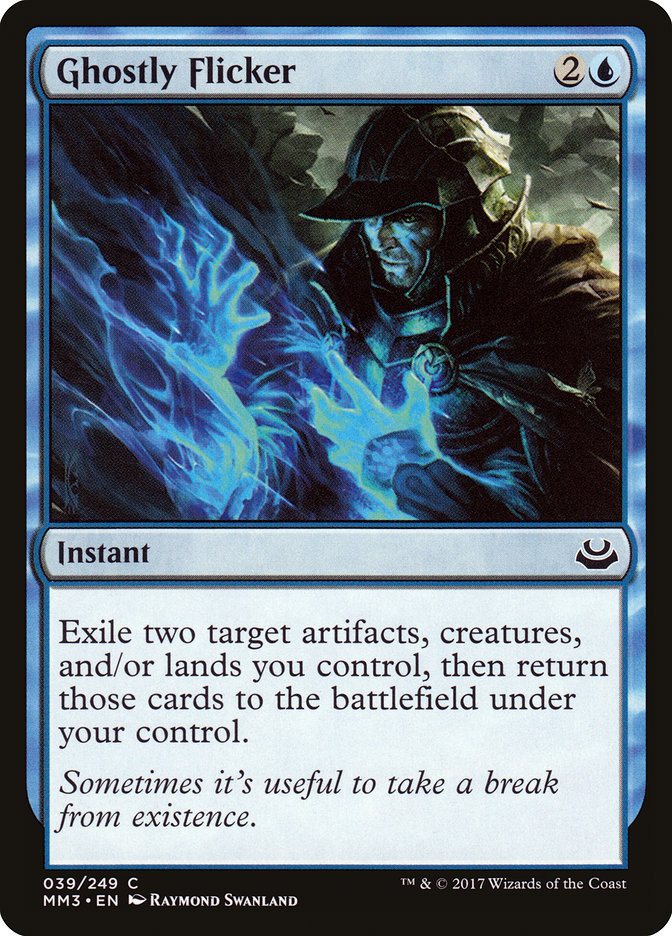 Ghostly Flicker 2
Instant
Exile two target artifacts, creatures,
and/or lands you control, then return
those cards to the battlefield under
your control.
Sometimes it's useful to take a break
from existence.
039/249 C
MM3 • EN Raymond Swanland
™ & © 2017 Wizards of the Coast